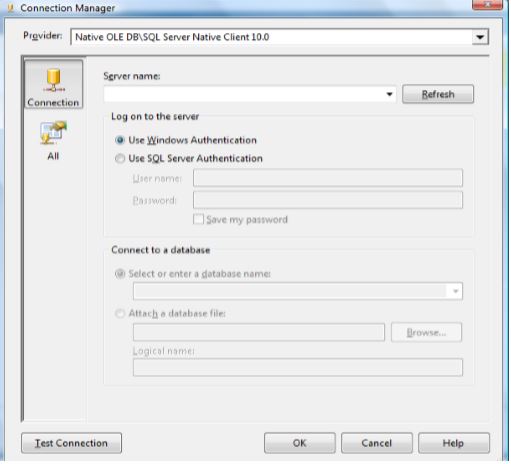 Connection Manager
Provider: Native OLE DB\SQL Server Native Client 10.0
Connection
All
Server name:
Refresh
Log on to the server
Use Windows Authentication
Use SQL Server Authentication
User name:
Password:
Save my password
Connect to a database
Select or enter a database name:
Attach a database file:
Browse...
Logical name:
Test Connection OK Cancel Help